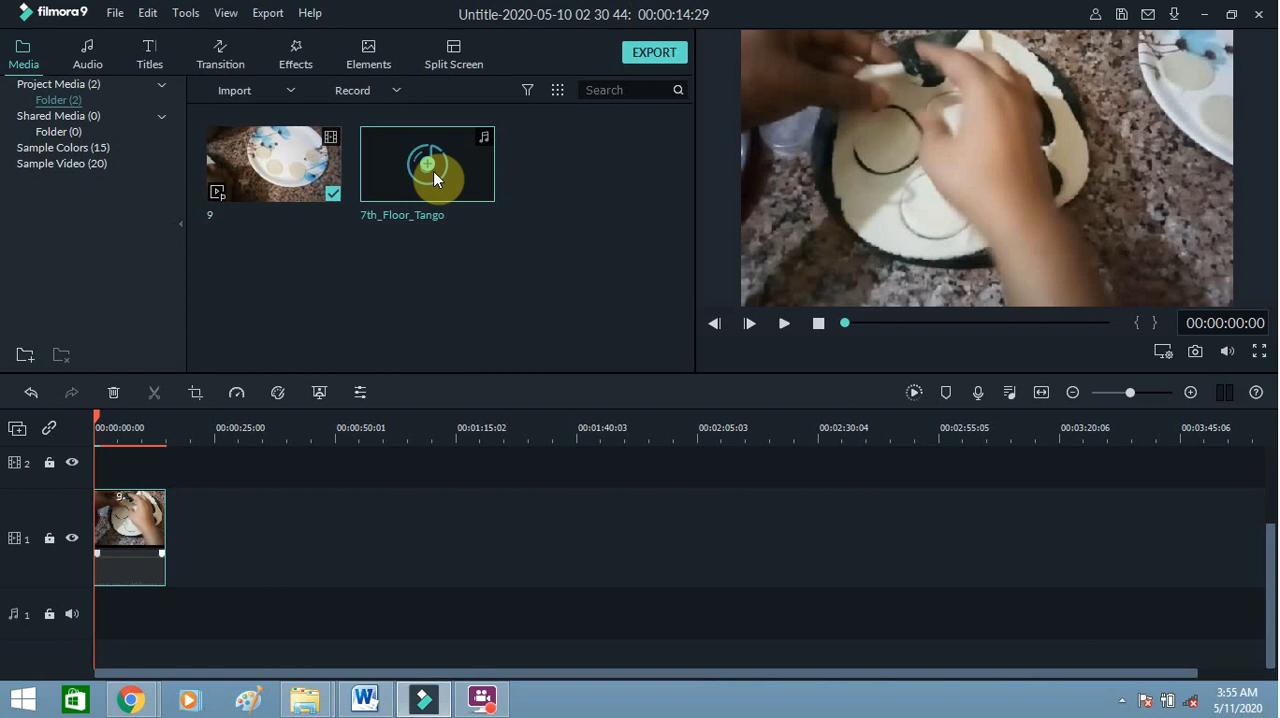 filmora9 File Edit Tools View Export Help Untitle-2020-05-10 02 30 44: 00:00:14:29
Media Audio Titles Transition Effects Elements Split Screen EXPORT
Project Media (2)
Folder (2)
Shared Media (0)
Folder (0)
Sample Colors (15)
Sample Video (20)
Import Record Search
9 7th_Floor_Tango
00:00:00:00
00:00:00:00 00:00:25:00 00:00:50:01 00:01:15:02 00:01:40:03 00:02:05:03 00:02:30:04 00:02:55:05 00:03:20:06 00:03:45:06
2
9
1
1
3:55 AM
5/11/2020